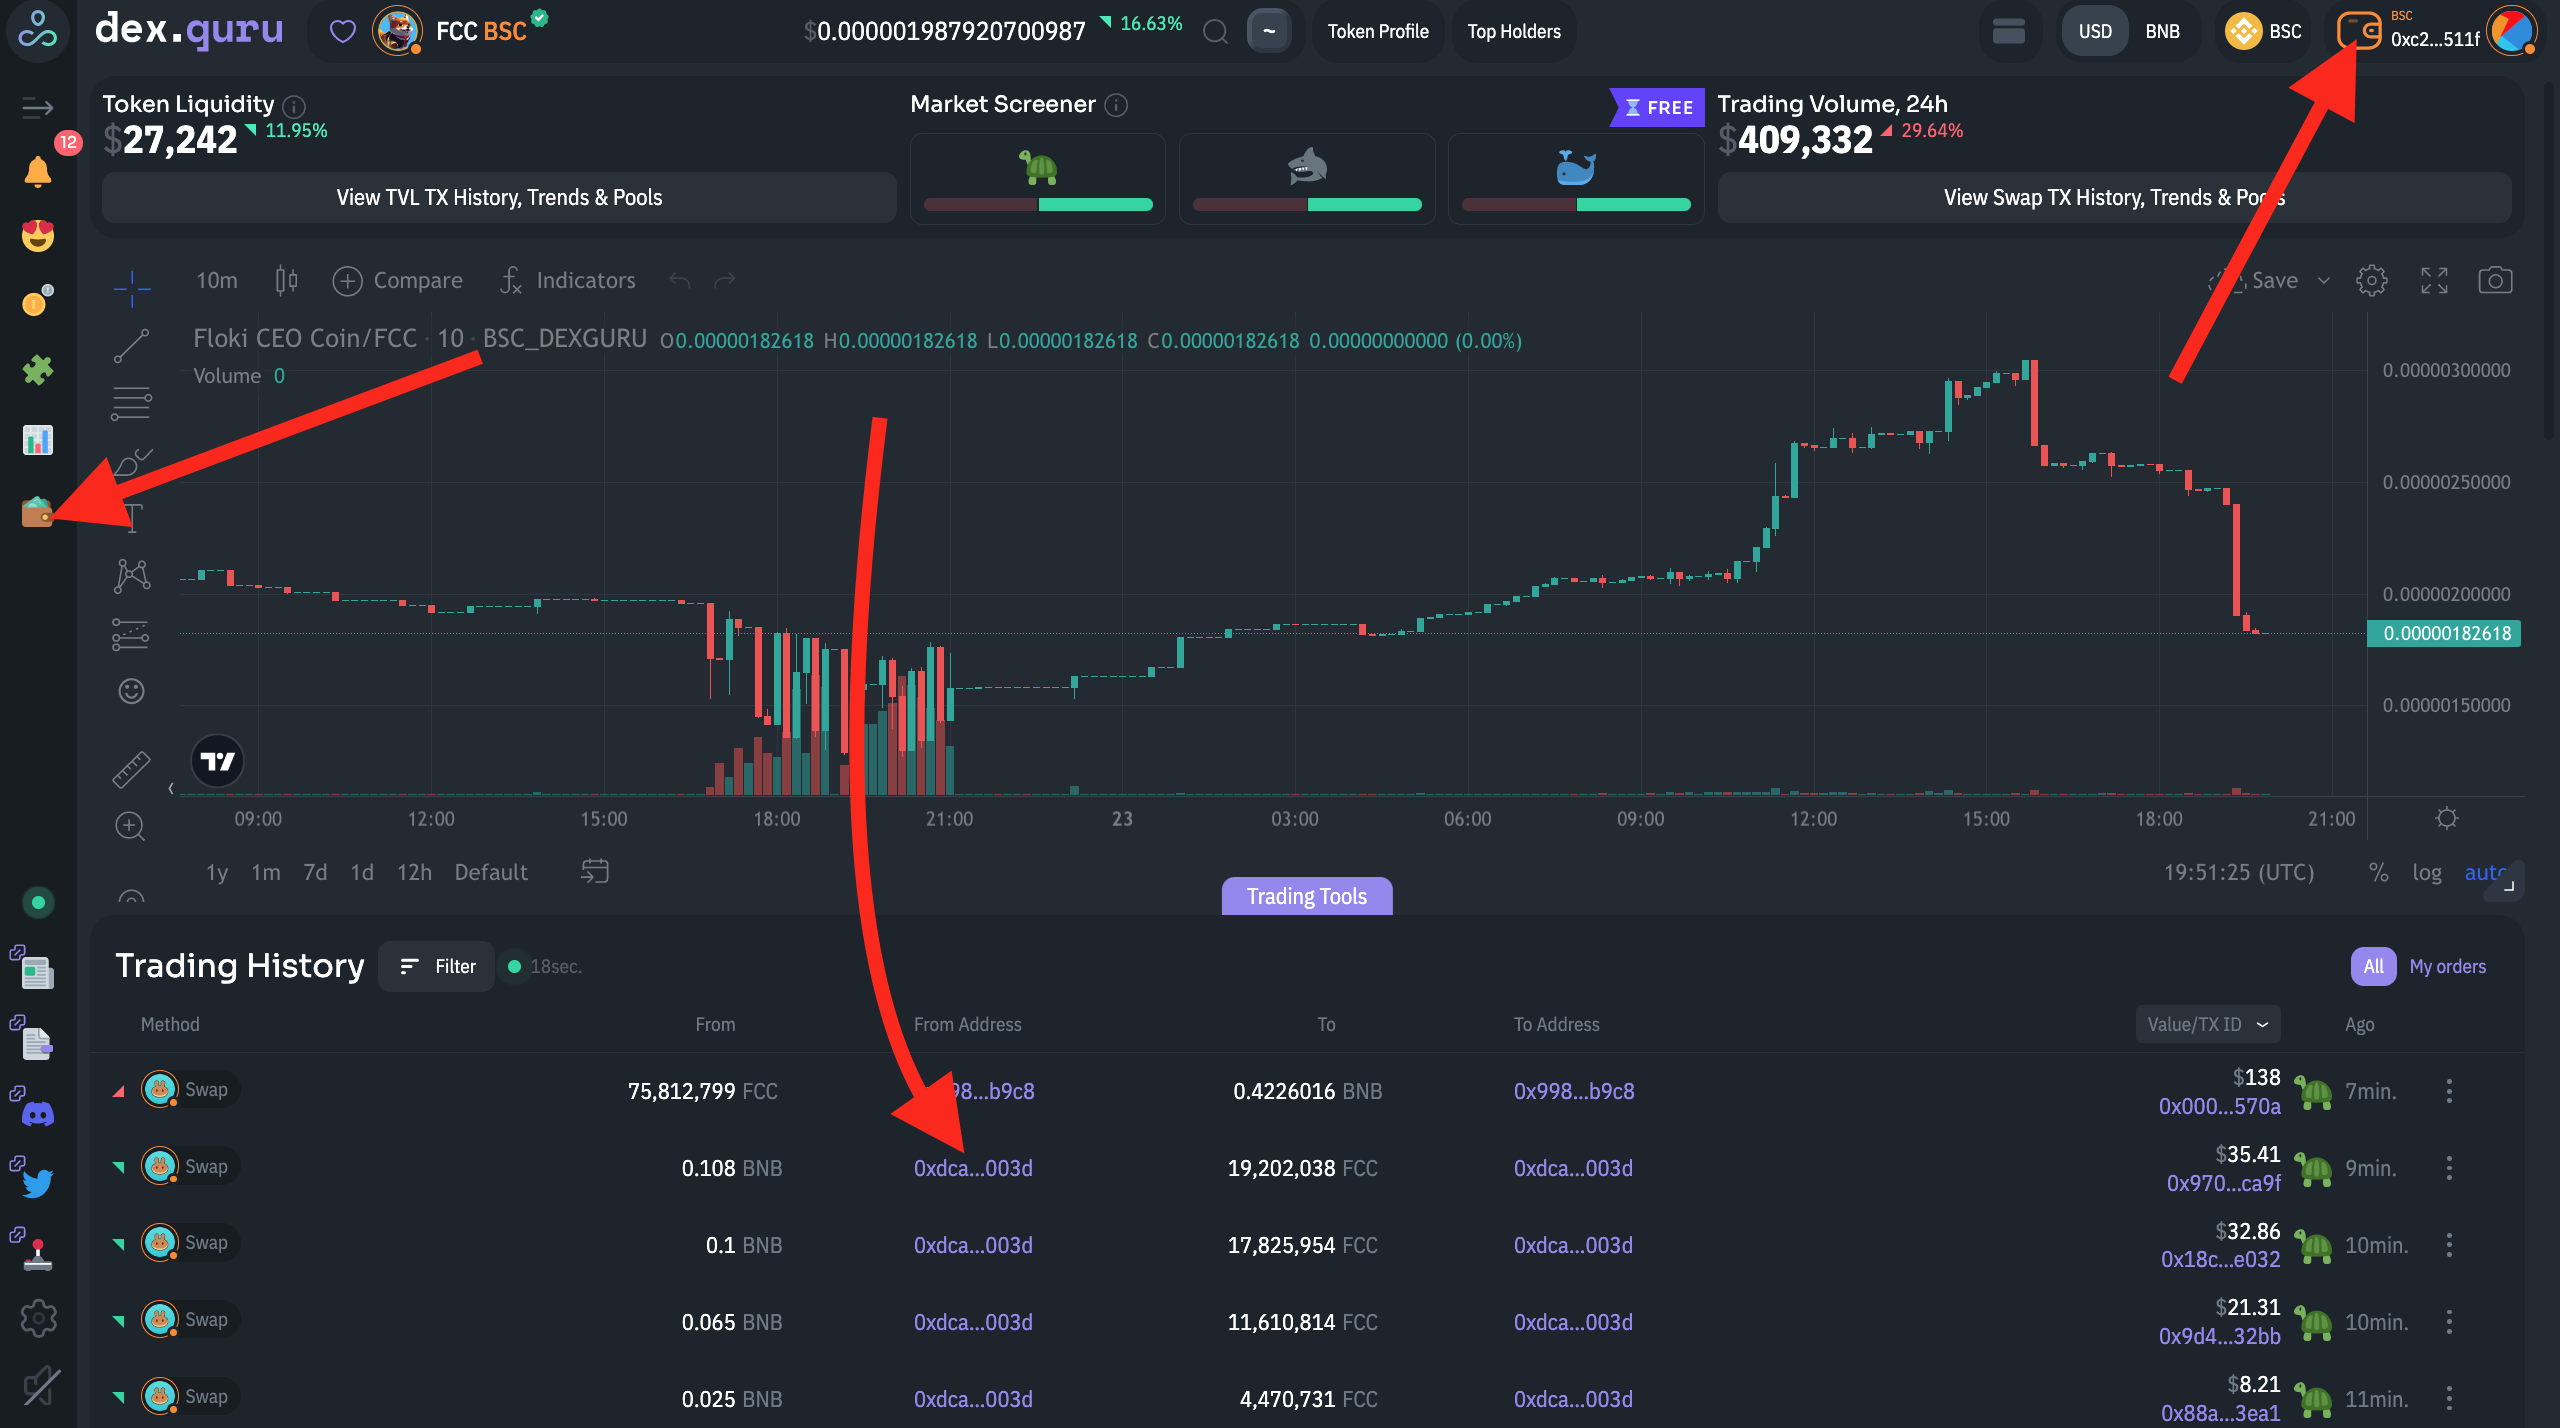 dex.guru
FCC BSC
$0.000001987920700987 16.63%
~
Token Profile
Top Holders
USD BNB
BSC
BSC
0xc2...511f
12
Token Liquidity
$27,242 11.95%
View TVL TX History, Trends & Pools
Market Screener
FREE
Trading Volume, 24h
$409,332 29.64%
View Swap TX History, Trends & Pools
10m Compare Indicators Save
Floki CEO Coin/FCC · 10 · BSC_DEXGURU O0.00000182618 H0.00000182618 L0.00000182618 C0.00000182618 0.00000000000 (0.00%)
Volume 0
0.00000300000
0.00000250000
0.00000200000
0.00000182618
0.00000150000
09:00 12:00 15:00 18:00 21:00 23 03:00 06:00 09:00 12:00 15:00 18:00 21:00
1y 1m 7d 1d 12h Default 19:51:25 (UTC) % log auto
Trading Tools
Trading History Filter 18sec. All My orders
Method From From Address To To Address Value/TX ID Ago
Swap 75,812,799 FCC 98...b9c8 0.4226016 BNB 0x998...b9c8 $138 7min.
0x000...570a
Swap 0.108 BNB 0xdca...003d 19,202,038 FCC 0xdca...003d $35.41 9min.
0x970...ca9f
Swap 0.1 BNB 0xdca...003d 17,825,954 FCC 0xdca...003d $32.86 10min.
0x18c...e032
Swap 0.065 BNB 0xdca...003d 11,610,814 FCC 0xdca...003d $21.31 10min.
0x9d4...32bb
Swap 0.025 BNB 0xdca...003d 4,470,731 FCC 0xdca...003d $8.21 11min.
0x88a...3ea1